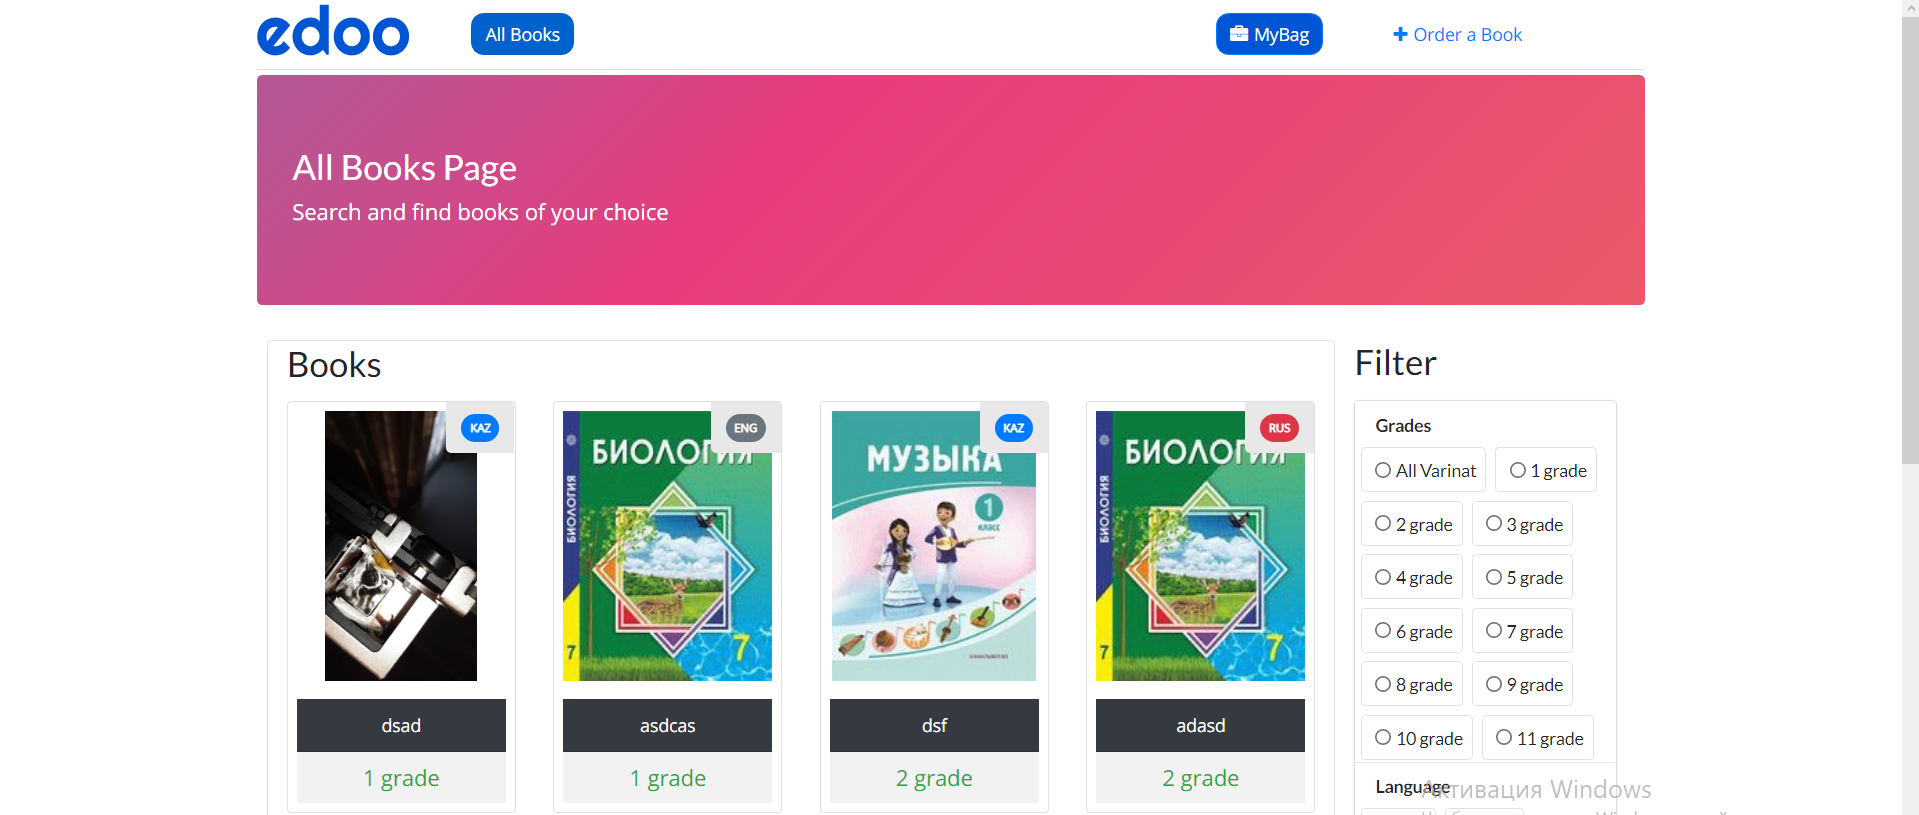 edoo
All Books
MyBag
Order a Book
All Books Page
Search and find books of your choice
Books
KAZ
БИОЛОГИЯ
БИОЛОГИЯ
7
7
ENG
dsad
1 grade
asdcas
1 grade
МУЗЫКА
1
КЛАСС
KAZ
dsf
2 grade
БИОЛОГИЯ
БИОЛОГИЯ
7
7
RUS
adasd
2 grade
Filter
Grades
All Varinat
1 grade
2 grade
3 grade
4 grade
5 grade
6 grade
7 grade
8 grade
9 grade
10 grade
11 grade
Language
Активация Windows